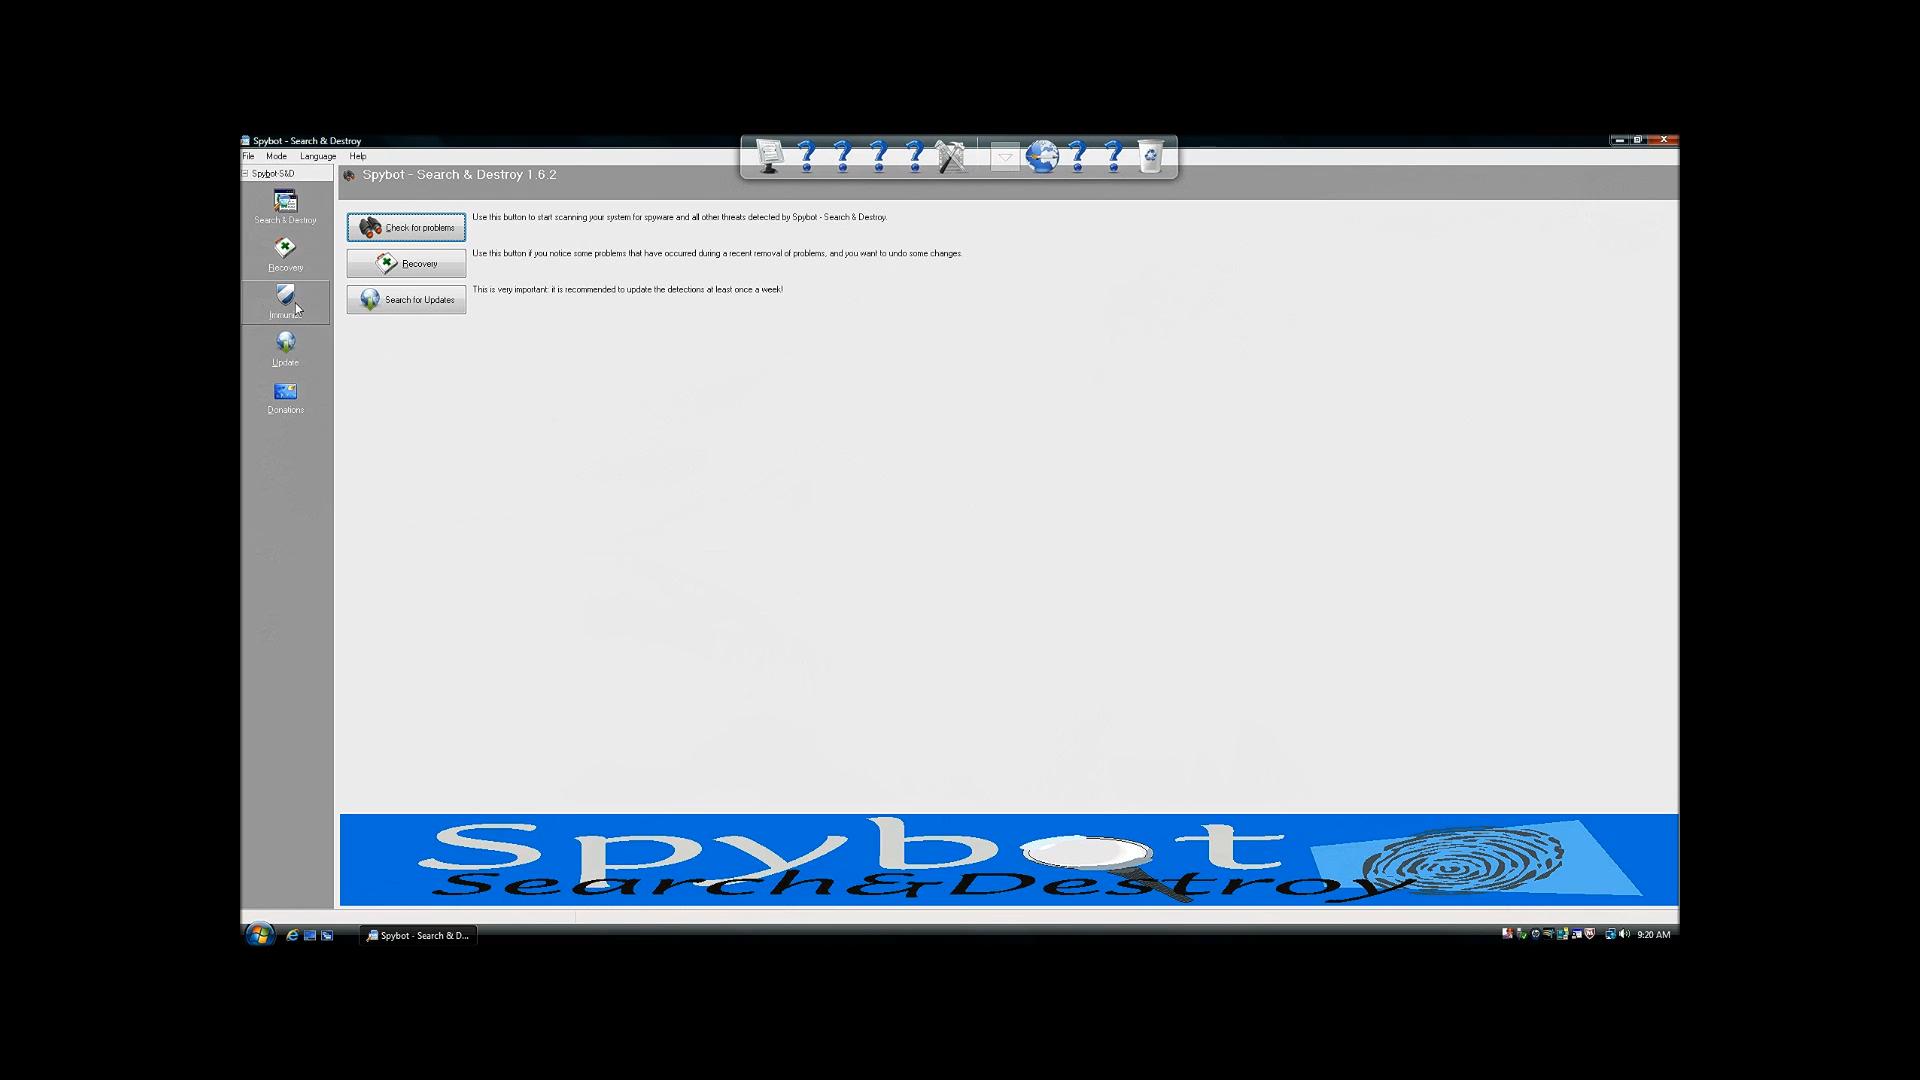 Spybot - Search & Destroy
File Mode Language Help
Spybot-S&D
Spybot - Search & Destroy 1.6.2
Search & Destroy
Recovery
Update
Donations
Check for problems
Use this button to start scanning your system for spyware and all other threats detected by Spybot - Search & Destroy.
Recovery
Use this button if you notice some problems that have occurred during a recent removal of problems, and you want to undo some changes.
Search for Updates
This is very important: it is recommended to update the detections at least once a week!
Spybot
Search&Destroy
Spybot - Search & D...
9:20 AM